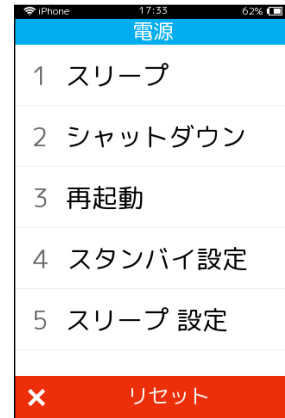 iPhone 17:33 62%
電源
1 スリープ
2 シャットダウン
3 再起動
4 スタンバイ設定
5 スリープ 設定
× リセット